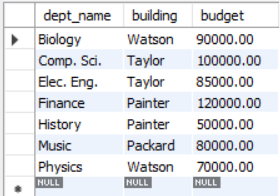 dept_name building budget
Biology Watson 90000.00
Comp. Sci. Taylor 100000.00
Elec. Eng. Taylor 85000.00
Finance Painter 120000.00
History Painter 50000.00
Music Packard 80000.00
Physics Watson 70000.00
NULL NULL NULL